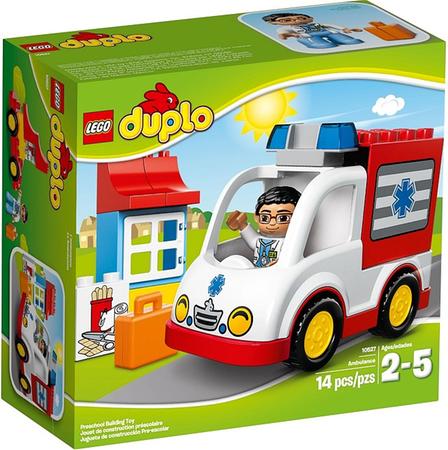 LEGO
duplo
10527
Ambulance
Ages/edades
2-5
14 pcs/pzs
Preschool Building Toy
Jouet de construction préscolaire
Juguete de construcción Pre-escolar
LEGO
duplo